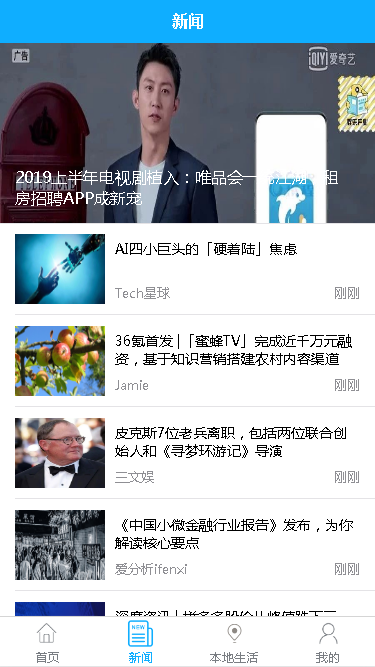 新闻
广告
iQIYI 爱奇艺
2019上半年电视剧植入：唯品会一
房招聘APP成新宠
AI四小巨头的「硬着陆」焦虑
Tech星球
刚刚
36氪首发 |「蜜蜂TV」完成近千万元融
资，基于知识营销搭建农村内容渠道
Jamie
刚刚
皮克斯7位老兵离职，包括两位联合创
始人和《寻梦环游记》导演
三文娱
刚刚
《中国小微金融行业报告》发布，为你
解读核心要点
爱分析ifenxi
刚刚
首页
NEWS
新闻
本地生活
我的